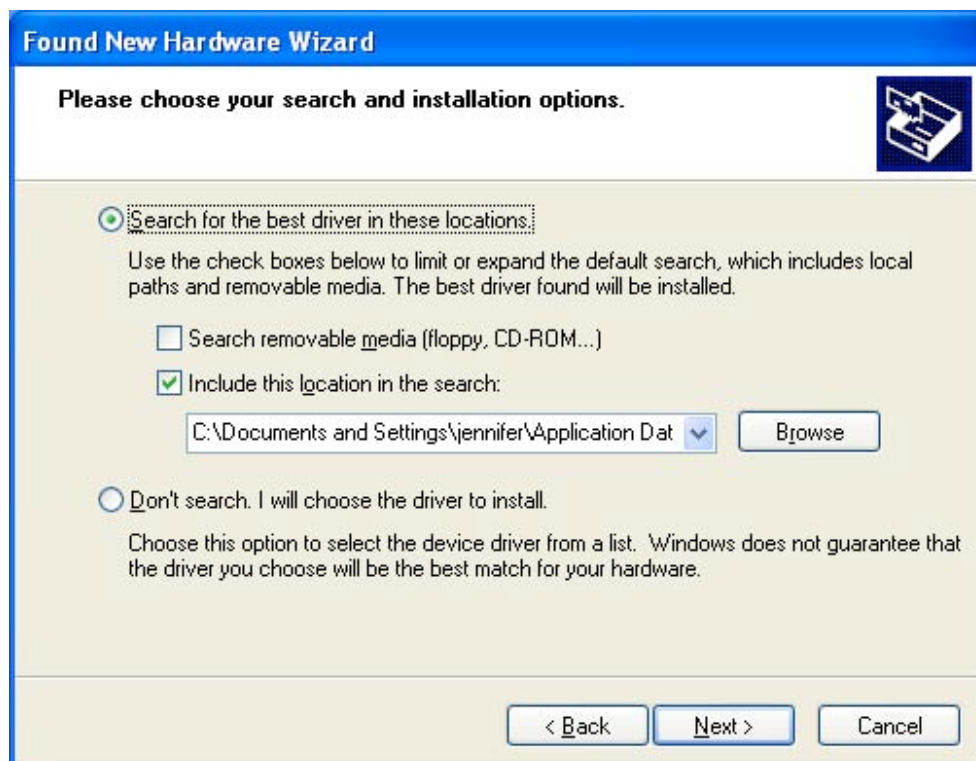 Found New Hardware Wizard
Please choose your search and installation options.
Search for the best driver in these locations.
Use the check boxes below to limit or expand the default search, which includes local
paths and removable media. The best driver found will be installed.
Search removable media (floppy, CD-ROM...)
Include this location in the search:
C:\Documents and Settings\jennifer\Application Dat
Browse
Don't search. I will choose the driver to install.
Choose this option to select the device driver from a list. Windows does not guarantee that
the driver you choose will be the best match for your hardware.
< Back
Next >
Cancel